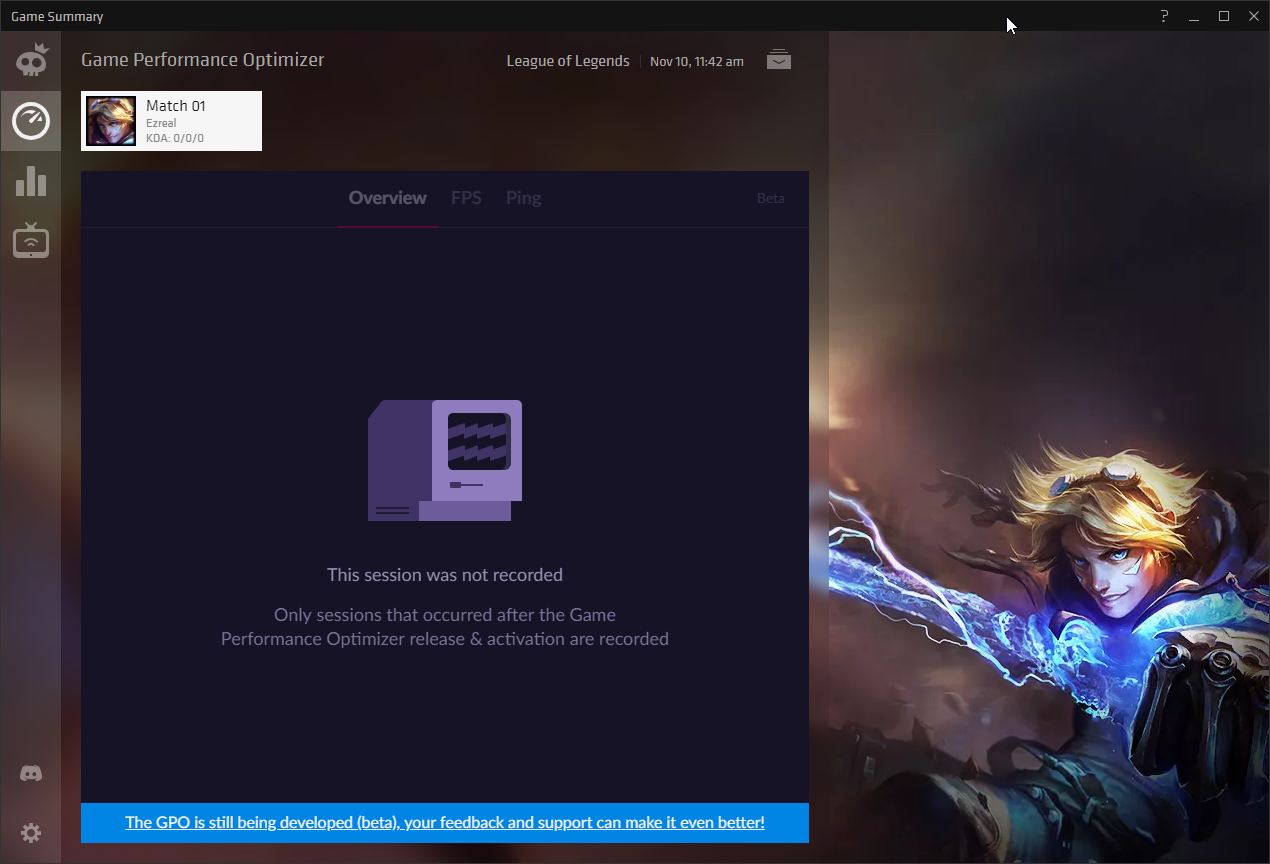 Game Summary
Game Performance Optimizer
League of Legends
Nov 10, 11:42 am
Match 01
Ezreal
KDA: 0/0/0
Overview
FPS
Ping
Beta
This session was not recorded
Only sessions that occurred after the Game
Performance Optimizer release & activation are recorded
The GPO is still being developed (beta), your feedback and support can make it even better!